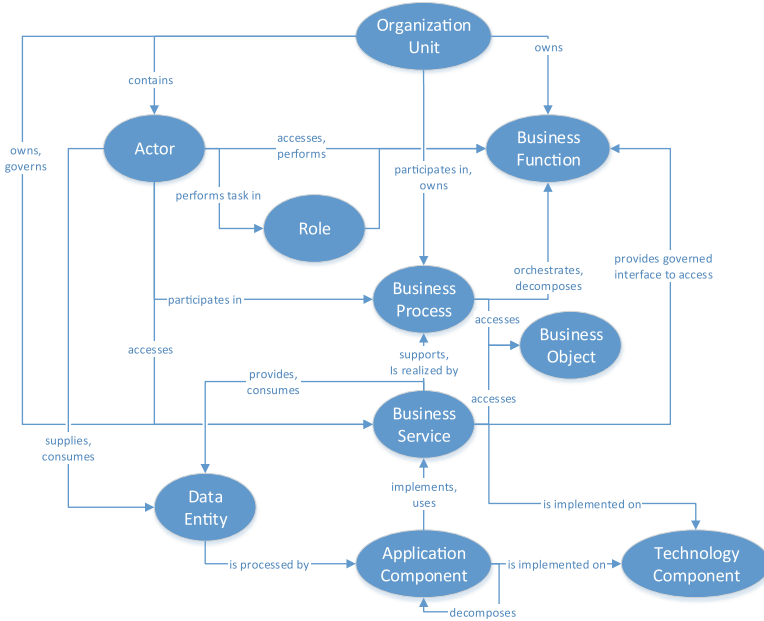 Organization
Unit
owns
contains
Actor
accesses,
performs
Business
Function
owns,
governs
participates in,
owns
performs task in
Role
provides governed
interface to access
orchestrates,
decomposes
Business
Process
participates in
accesses
Business
Object
accesses
supports,
Is realized by
provides,
consumes
accesses
Business
Service
supplies,
consumes
implements,
uses
Data
Entity
is implemented on
is processed by
Application
Component
is implemented on
Technology
Component
decomposes